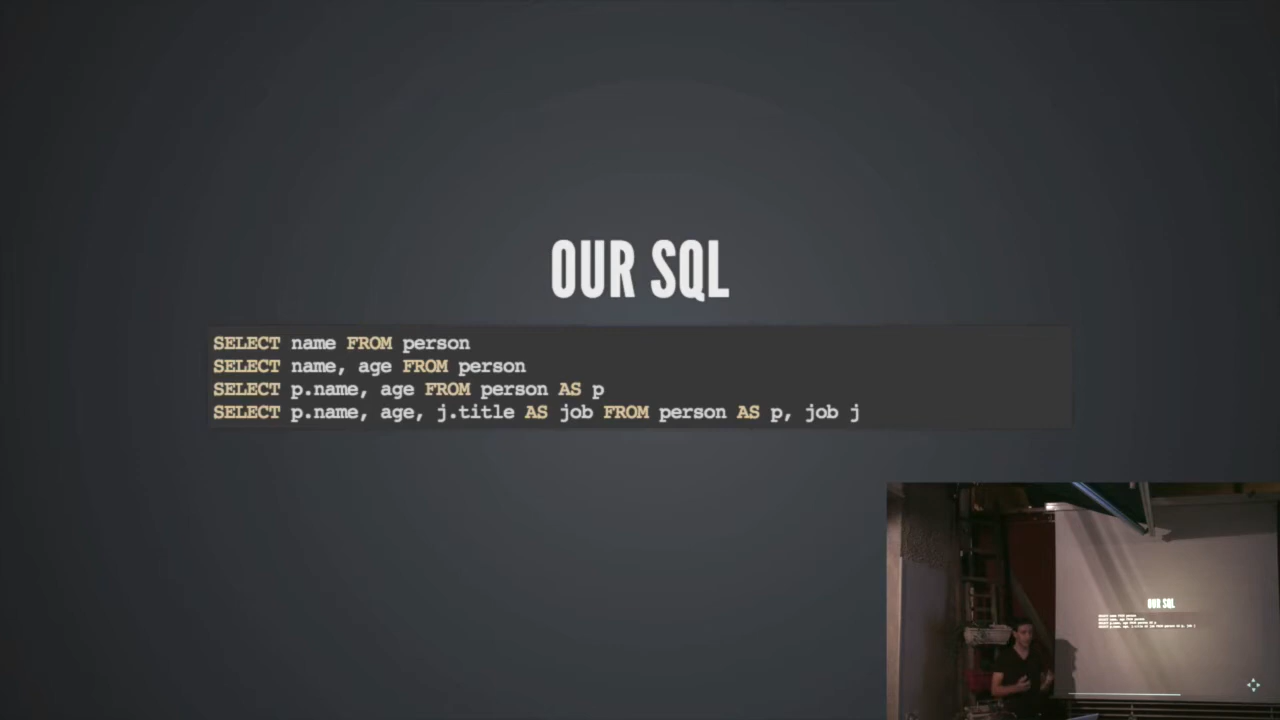 OUR SQL
SELECT name FROM person
SELECT name, age FROM person
SELECT p.name, age FROM person AS p
SELECT p.name, age, j.title AS job FROM person AS p, job j
OUR SQL